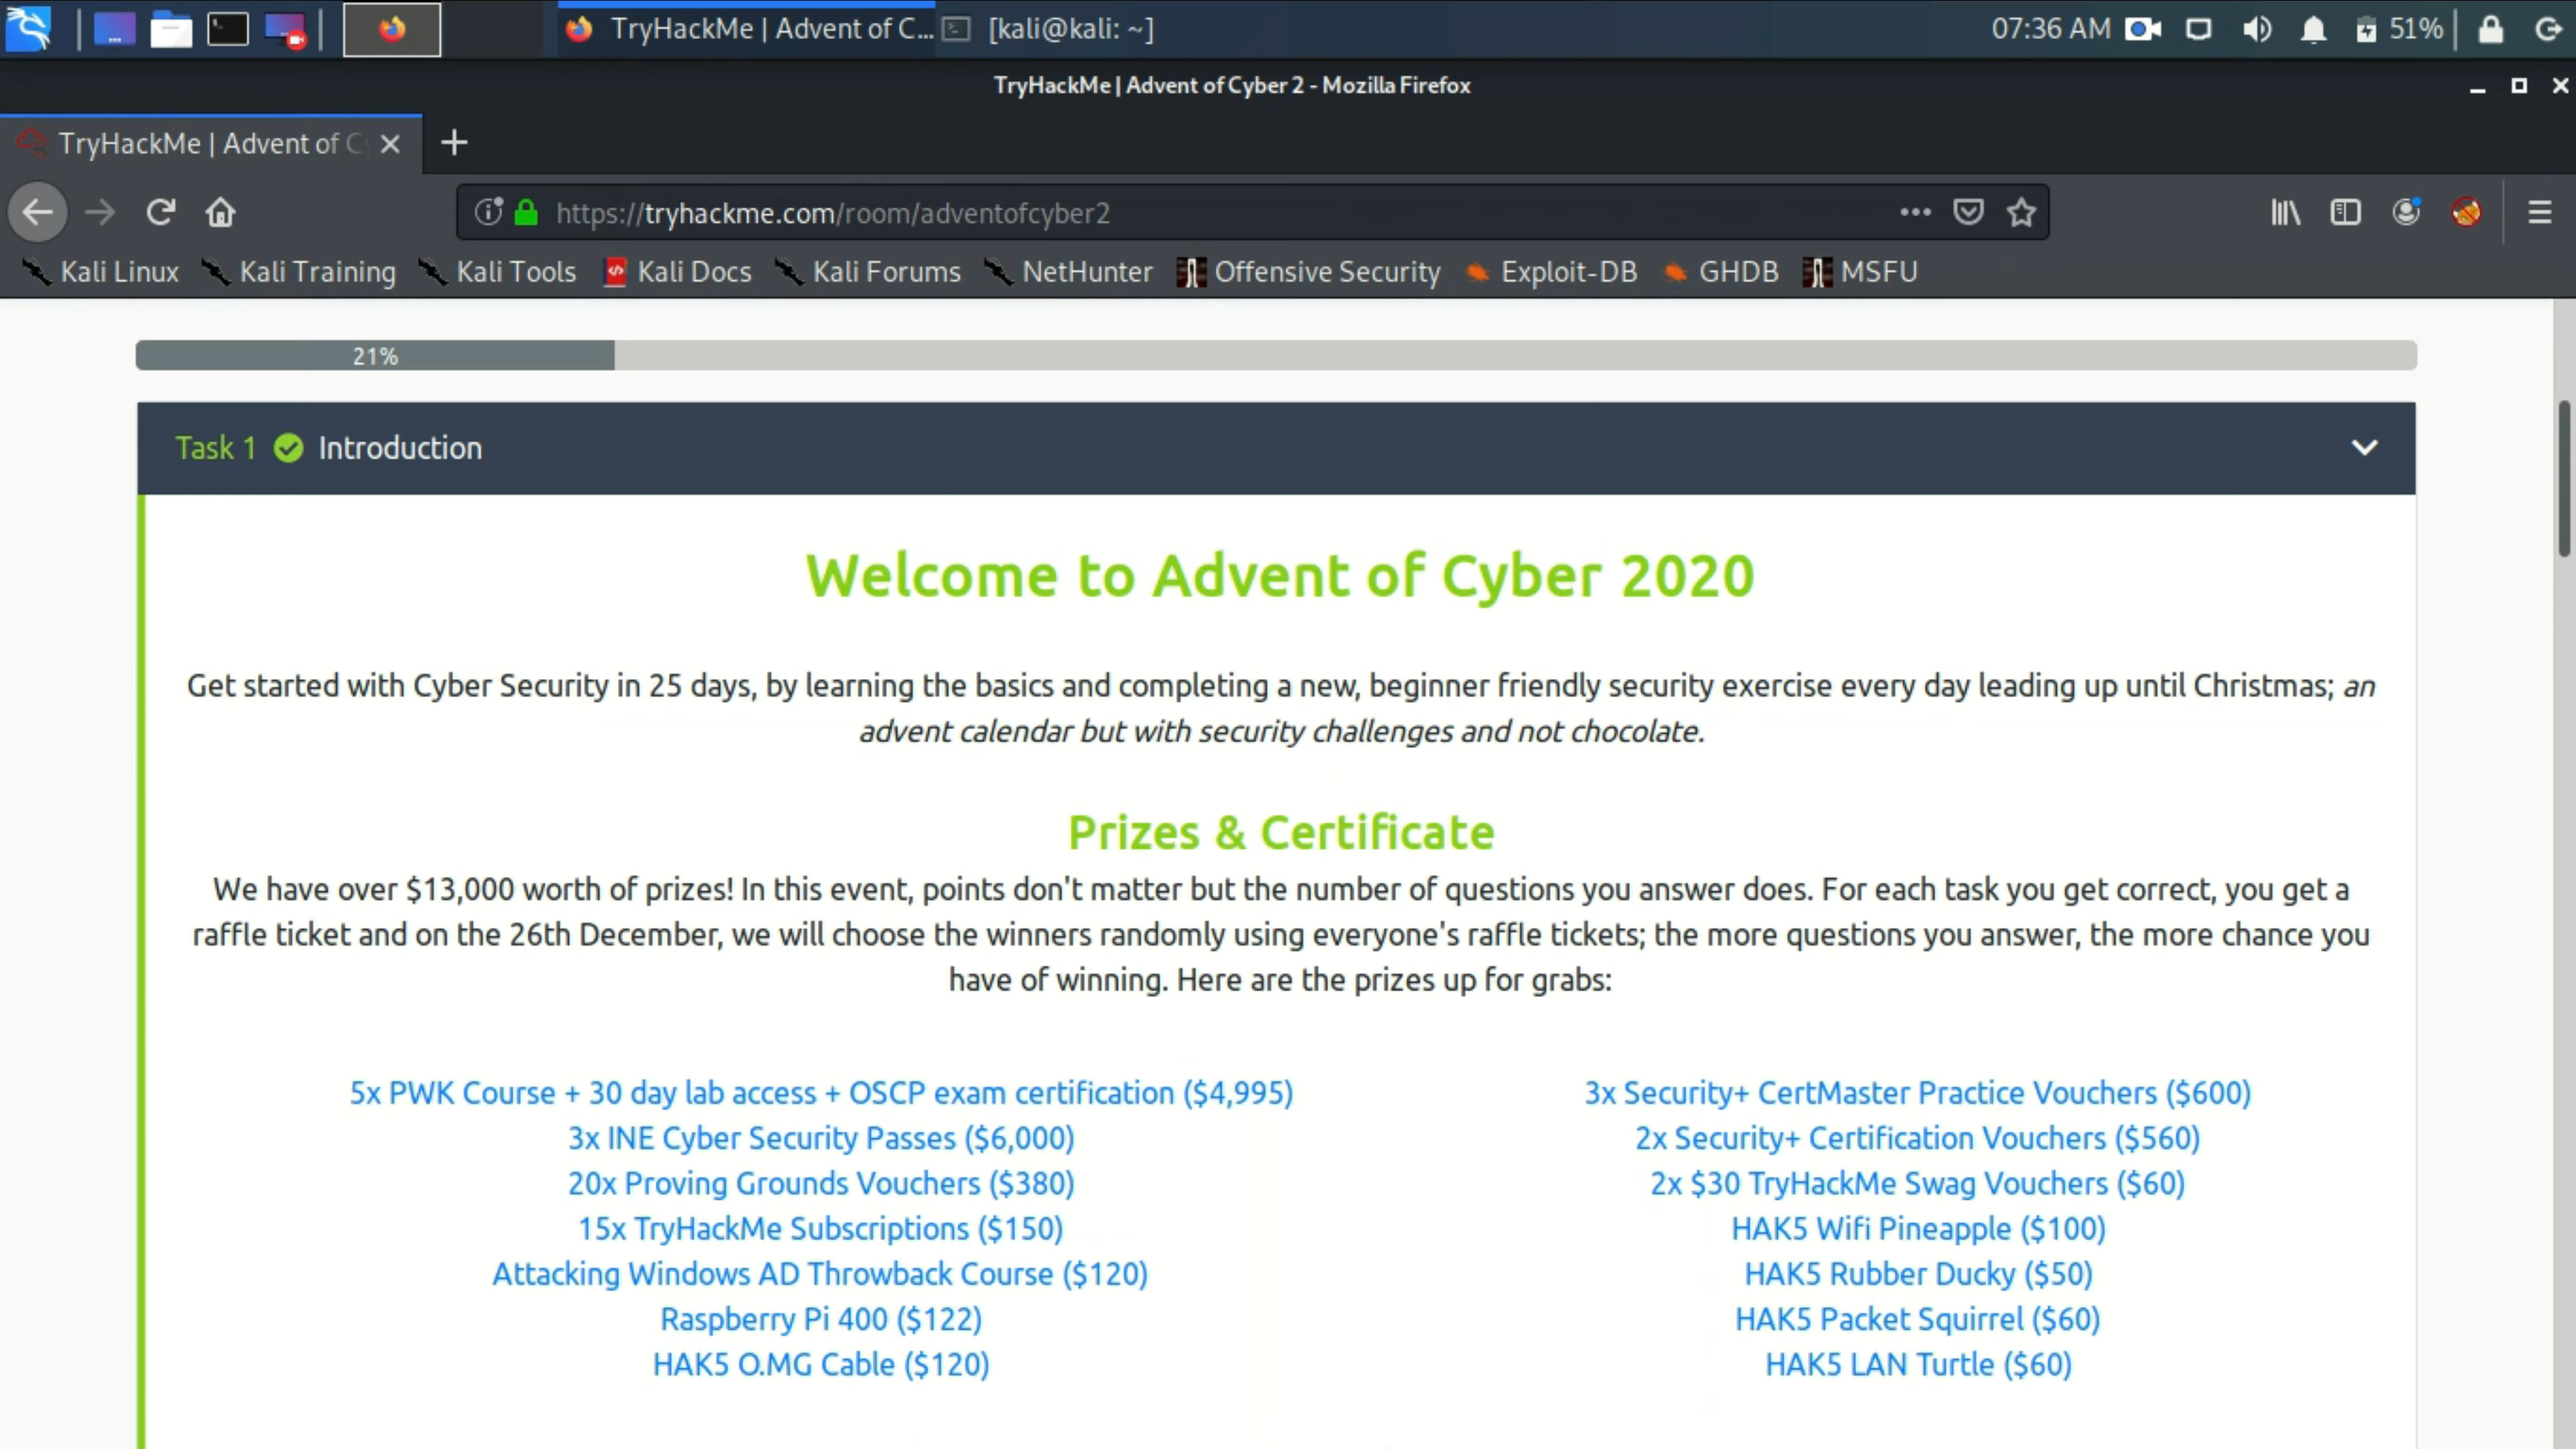 TryHackMe | Advent of C...
[kali@kali: ~]
07:36 AM
51%
TryHackMe | Advent of Cyber 2 - Mozilla Firefox
TryHackMe | Advent of C
https://tryhackme.com/room/adventofcyber2
Kali Linux
Kali Training
Kali Tools
Kali Docs
Kali Forums
NetHunter
Offensive Security
Exploit-DB
GHDB
MSFU
21%
Task 1
Introduction
Welcome to Advent of Cyber 2020
Get started with Cyber Security in 25 days, by learning the basics and completing a new, beginner friendly security exercise every day leading up until Christmas; an
advent calendar but with security challenges and not chocolate.
Prizes & Certificate
We have over $13,000 worth of prizes! In this event, points don't matter but the number of questions you answer does. For each task you get correct, you get a
raffle ticket and on the 26th December, we will choose the winners randomly using everyone's raffle tickets; the more questions you answer, the more chance you
have of winning. Here are the prizes up for grabs:
5x PWK Course + 30 day lab access + OSCP exam certification ($4,995)
3x INE Cyber Security Passes ($6,000)
20x Proving Grounds Vouchers ($380)
15x TryHackMe Subscriptions ($150)
Attacking Windows AD Throwback Course ($120)
Raspberry Pi 400 ($122)
HAK5 O.MG Cable ($120)
3x Security+ CertMaster Practice Vouchers ($600)
2x Security+ Certification Vouchers ($560)
2x $30 TryHackMe Swag Vouchers ($60)
HAK5 Wifi Pineapple ($100)
HAK5 Rubber Ducky ($50)
HAK5 Packet Squirrel ($60)
HAK5 LAN Turtle ($60)